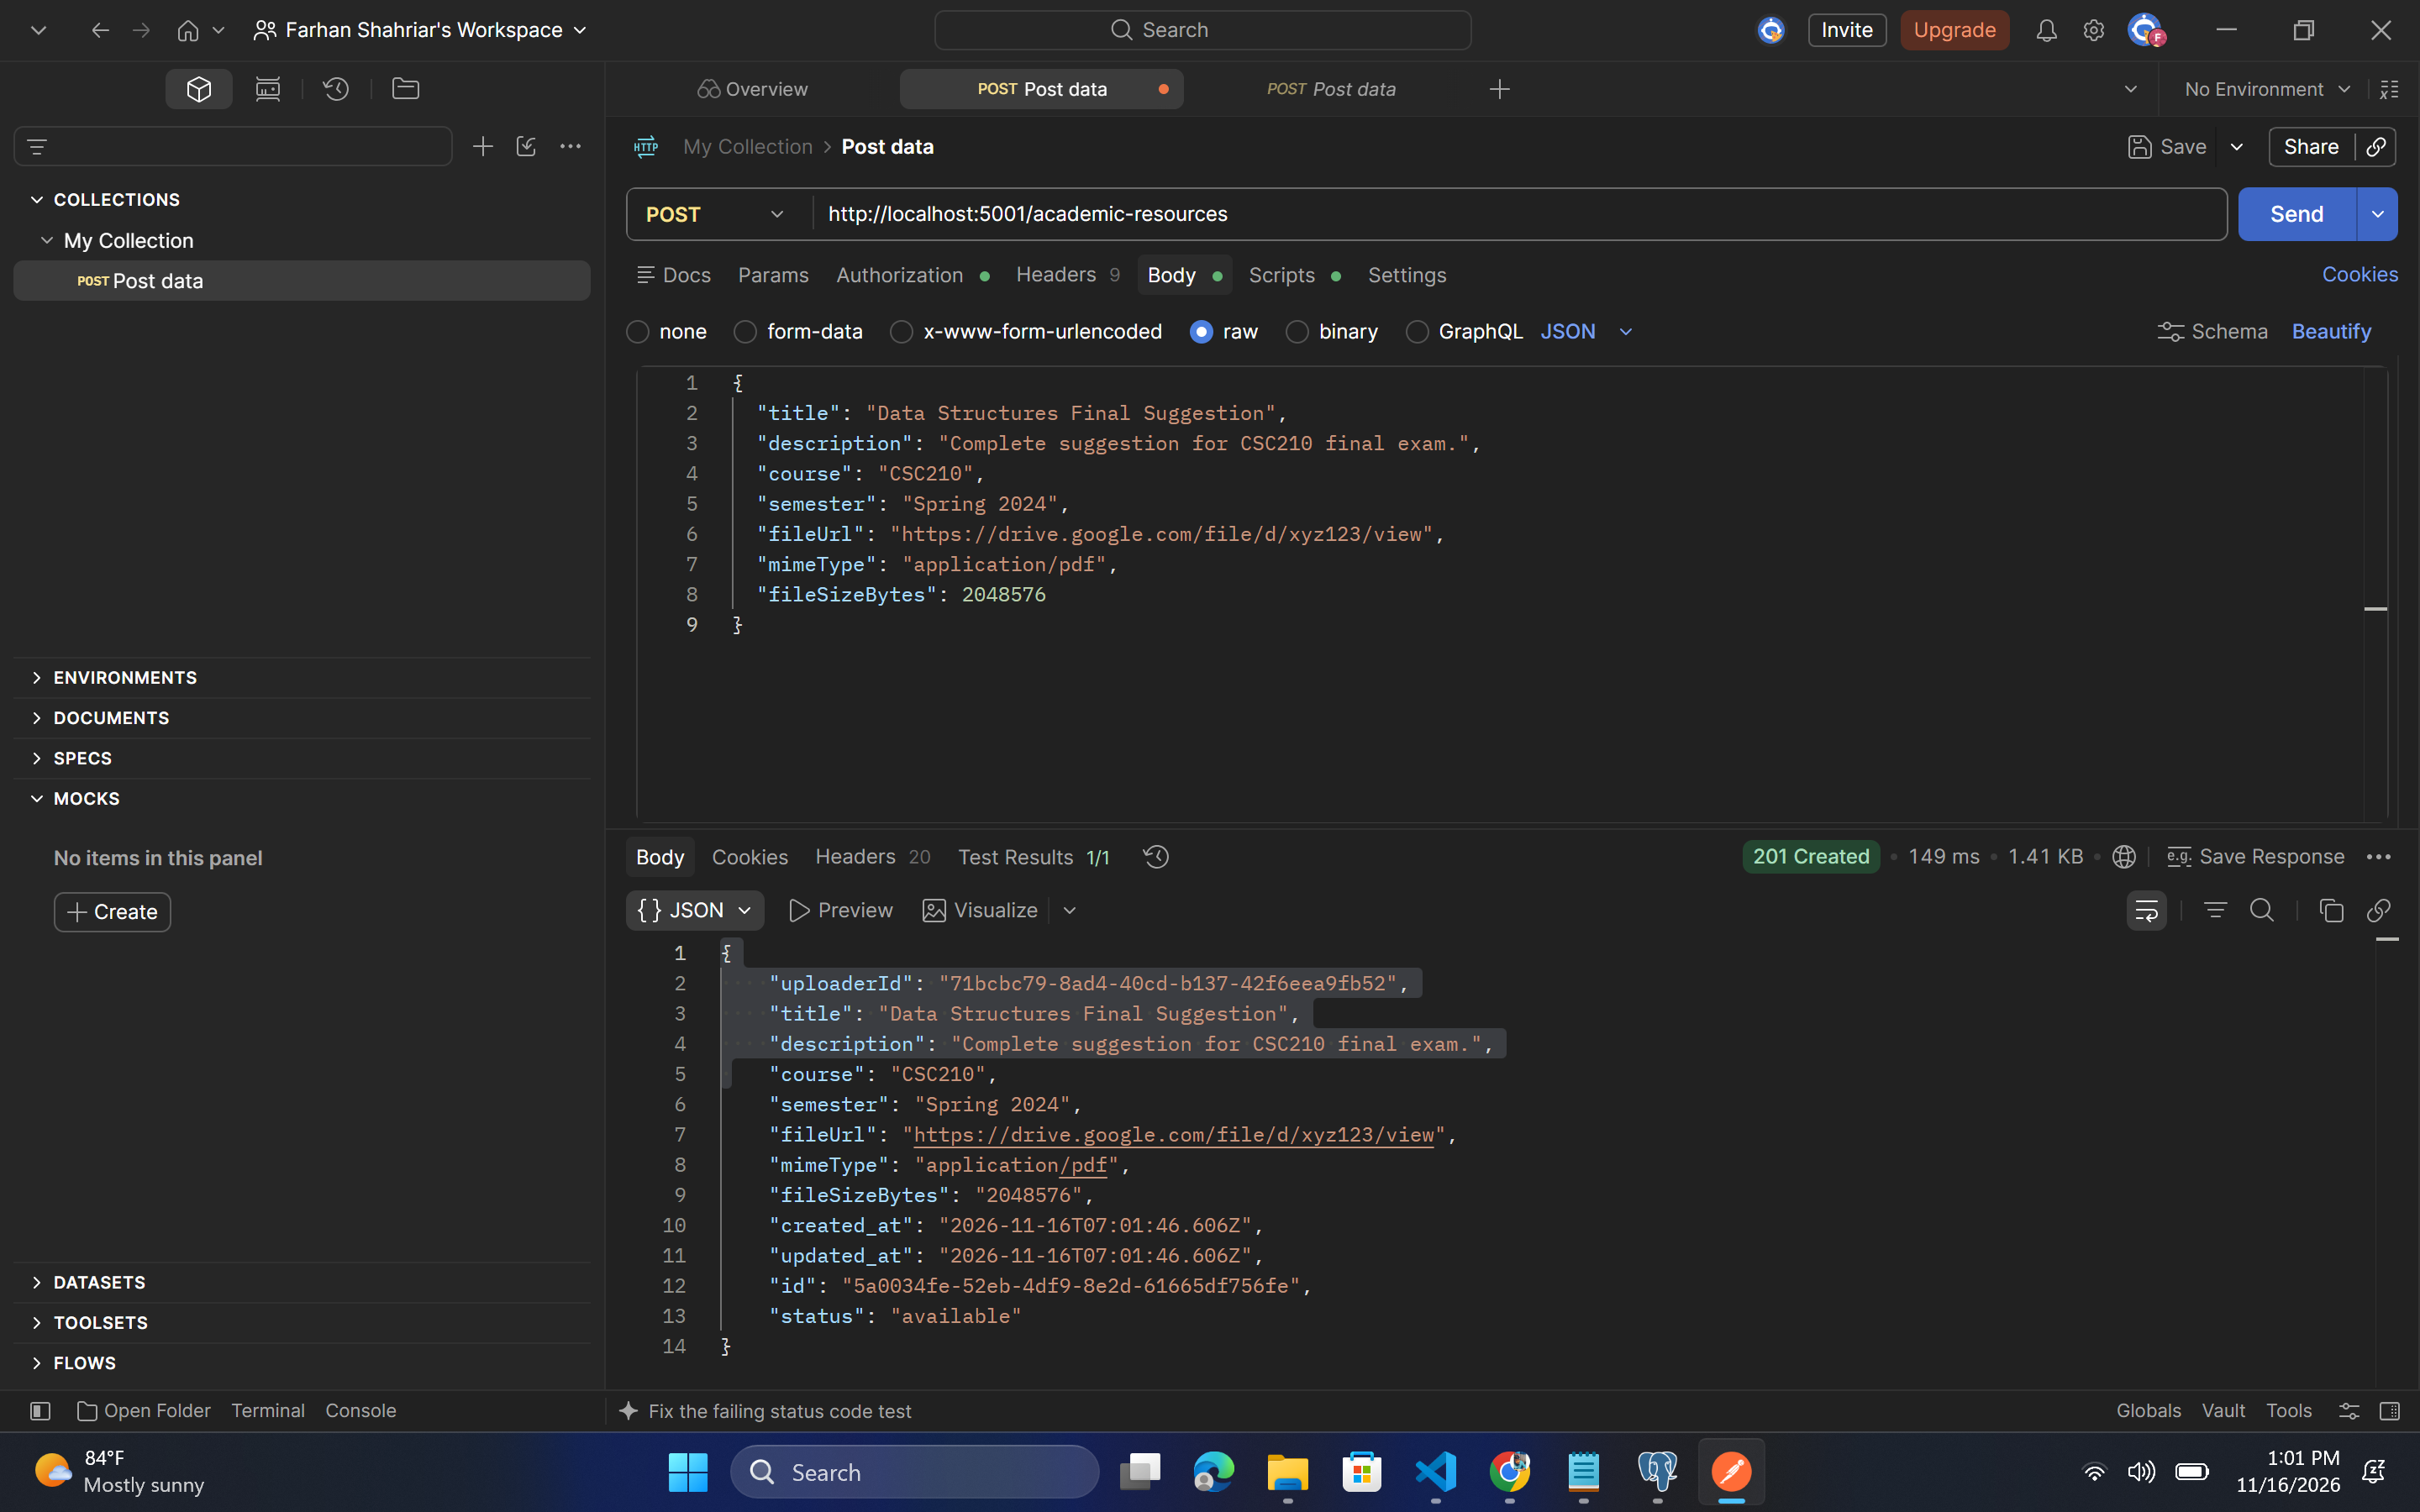 Farhan Shahriar's Workspace
Search
Invite
Upgrade
F
Overview
POST Post data
POST Post data
No Environment
My Collection > Post data
Save
Share
POST
http://localhost:5001/academic-resources
Send
Docs
Params
Authorization
Headers 9
Body
Scripts
Settings
Cookies
none
form-data
x-www-form-urlencoded
raw
binary
GraphQL
JSON
Schema
Beautify
1 {
2 "title": "Data Structures Final Suggestion",
3 "description": "Complete suggestion for CSC210 final exam.",
4 "course": "CSC210",
5 "semester": "Spring 2024",
6 "fileUrl": "https://drive.google.com/file/d/xyz123/view",
7 "mimeType": "application/pdf",
8 "fileSizeBytes": 2048576
9 }
COLLECTIONS
My Collection
POST Post data
ENVIRONMENTS
DOCUMENTS
SPECS
MOCKS
No items in this panel
+ Create
DATASETS
TOOLSETS
FLOWS
Body
Cookies
Headers 20
Test Results 1/1
201 Created
149 ms
1.41 KB
e.g. Save Response
{} JSON
Preview
Visualize
1 {
2 "uploaderId": "71bcbc79-8ad4-40cd-b137-42f6eea9fb52",
3 "title": "Data Structures Final Suggestion",
4 "description": "Complete suggestion for CSC210 final exam.",
5 "course": "CSC210",
6 "semester": "Spring 2024",
7 "fileUrl": "https://drive.google.com/file/d/xyz123/view",
8 "mimeType": "application/pdf",
9 "fileSizeBytes": "2048576",
10 "created_at": "2026-11-16T07:01:46.606Z",
11 "updated_at": "2026-11-16T07:01:46.606Z",
12 "id": "5a0034fe-52eb-4df9-8e2d-61665df756fe",
13 "status": "available"
14 }
Open Folder
Terminal
Console
Fix the failing status code test
Globals
Vault
Tools
84°F
Mostly sunny
Search
1:01 PM
11/16/2026